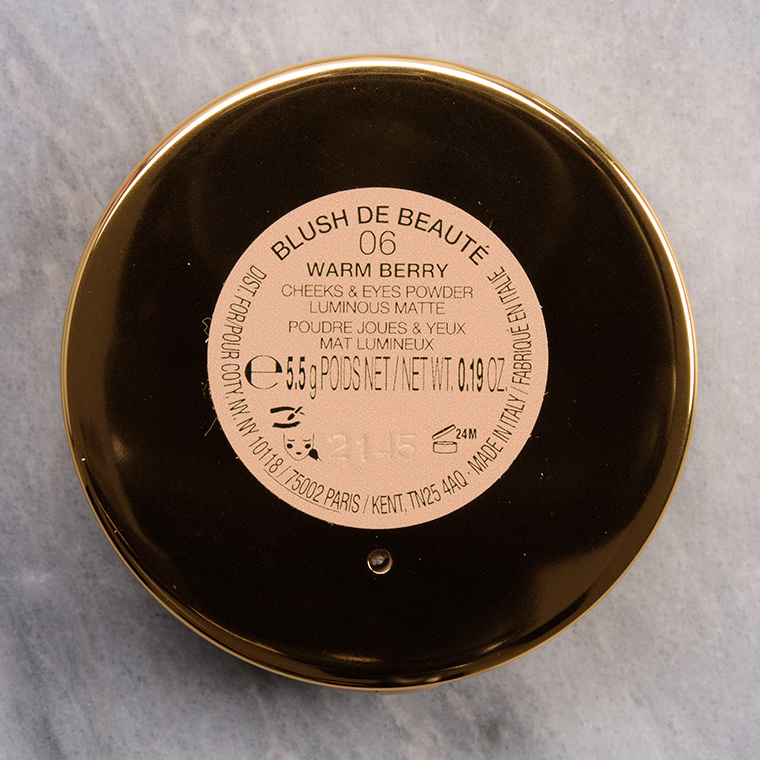 BLUSH DE BEAUTÉ
06
WARM BERRY
CHEEKS & EYES POWDER
LUMINOUS MATTE
POUDRE JOUES & YEUX
MAT LUMINEUX
e 5.5 g POIDS NET / NET WT. 0.19 OZ.
24M
DIST. FOR/POUR COTY, NY, NY 10118 / 75002 PARIS / KENT, TN25 4AQ · MADE IN ITALY / FABRIQUÉ EN ITALIE